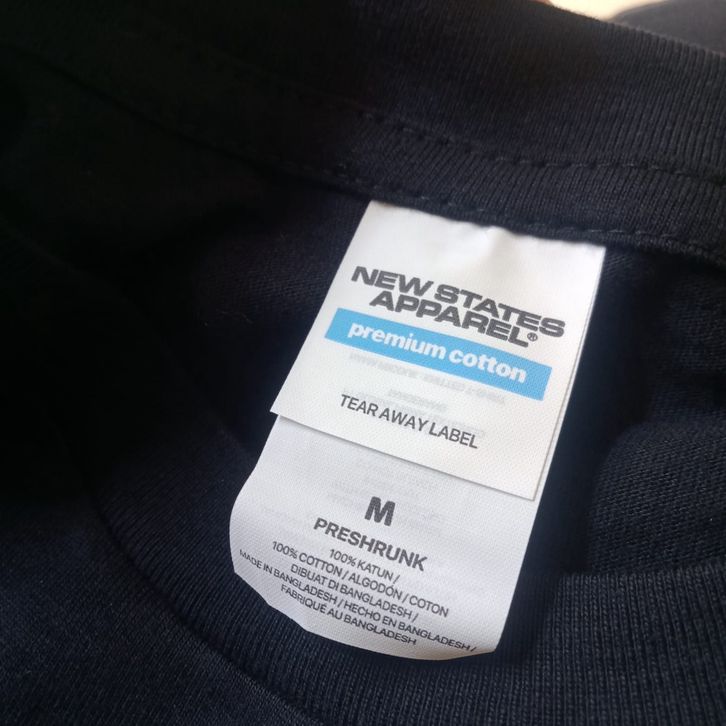 NEW STATES
APPAREL®
premium cotton
TEAR AWAY LABEL
M
PRESHRUNK
100% KATUN /
100% COTTON / ALGODÓN / COTON
DIBUAT DI BANGLADESH /
MADE IN BANGLADESH / HECHO EN BANGLADESH /
FABRIQUÉ AU BANGLADESH